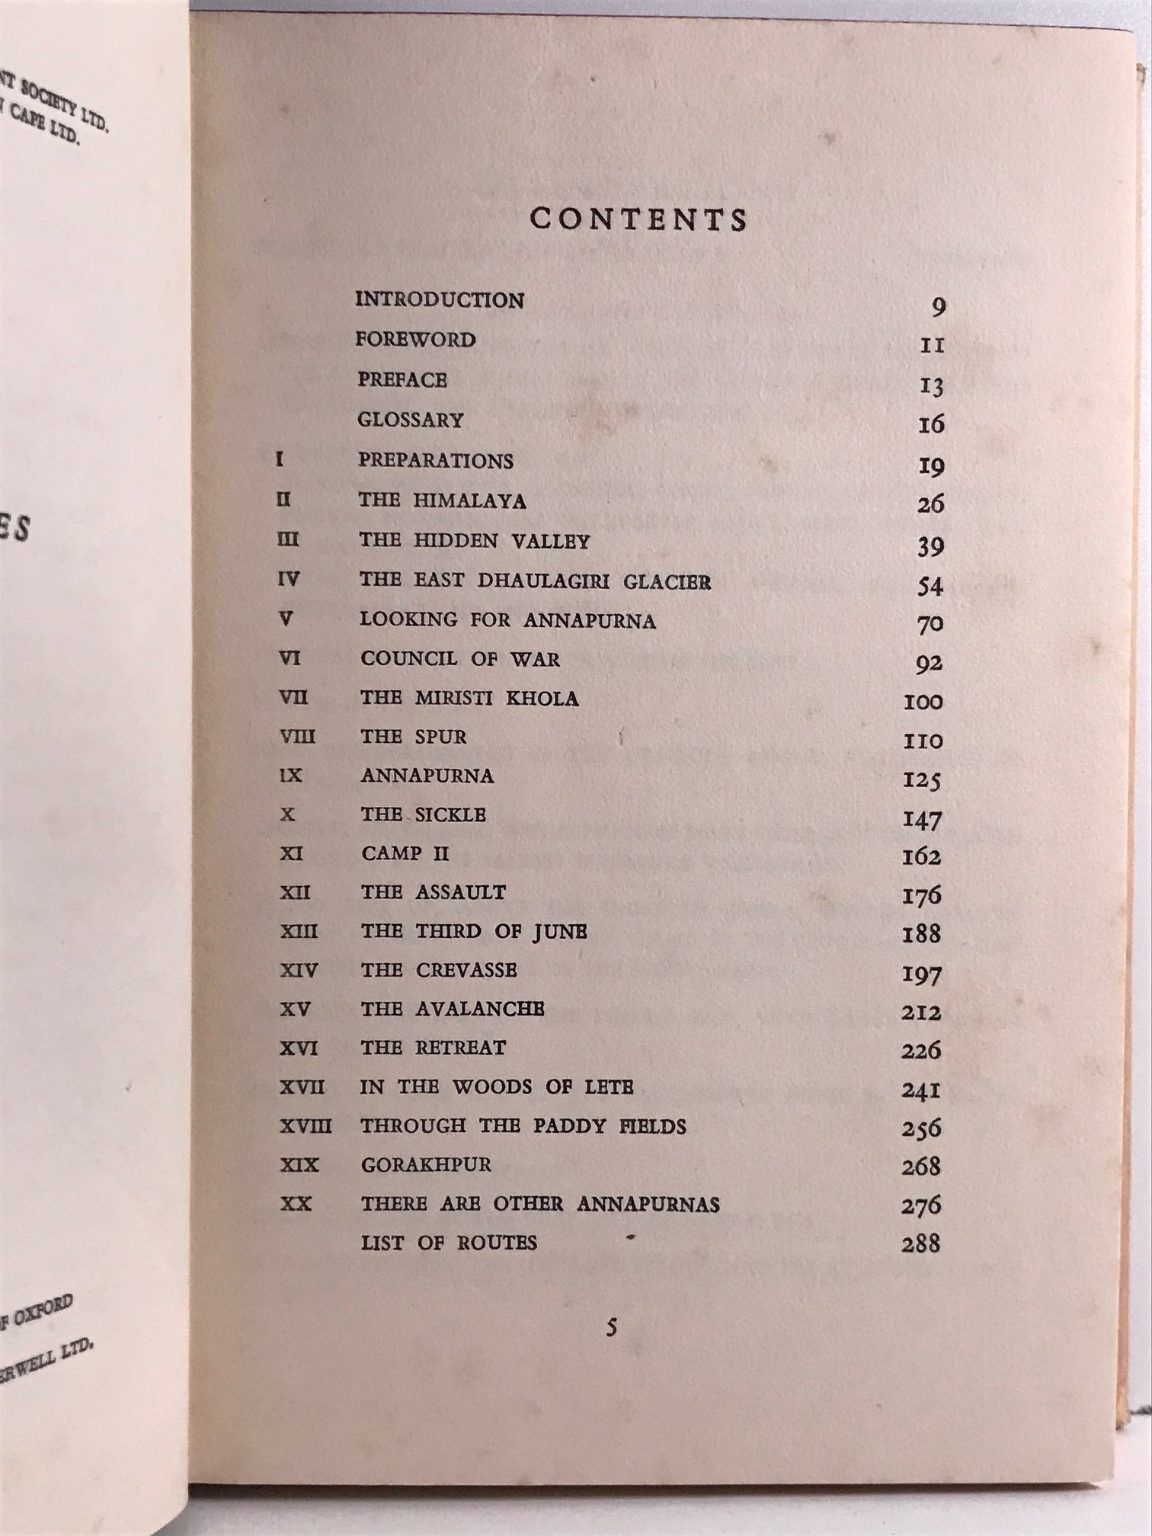 SOCIETY LTD.
CAPE LTD.
OF OXFORD
LTD.
CONTENTS
INTRODUCTION 9
FOREWORD 11
PREFACE 13
GLOSSARY 16
I PREPARATIONS 19
II THE HIMALAYA 26
III THE HIDDEN VALLEY 39
IV THE EAST DHAULAGIRI GLACIER 54
V LOOKING FOR ANNAPURNA 70
VI COUNCIL OF WAR 92
VII THE MIRISTI KHOLA 100
VIII THE SPUR 110
IX ANNAPURNA 125
X THE SICKLE 147
XI CAMP II 162
XII THE ASSAULT 176
XIII THE THIRD OF JUNE 188
XIV THE CREVASSE 197
XV THE AVALANCHE 212
XVI THE RETREAT 226
XVII IN THE WOODS OF LETE 241
XVIII THROUGH THE PADDY FIELDS 256
XIX GORAKHPUR 268
XX THERE ARE OTHER ANNAPURNAS 276
LIST OF ROUTES 288
5